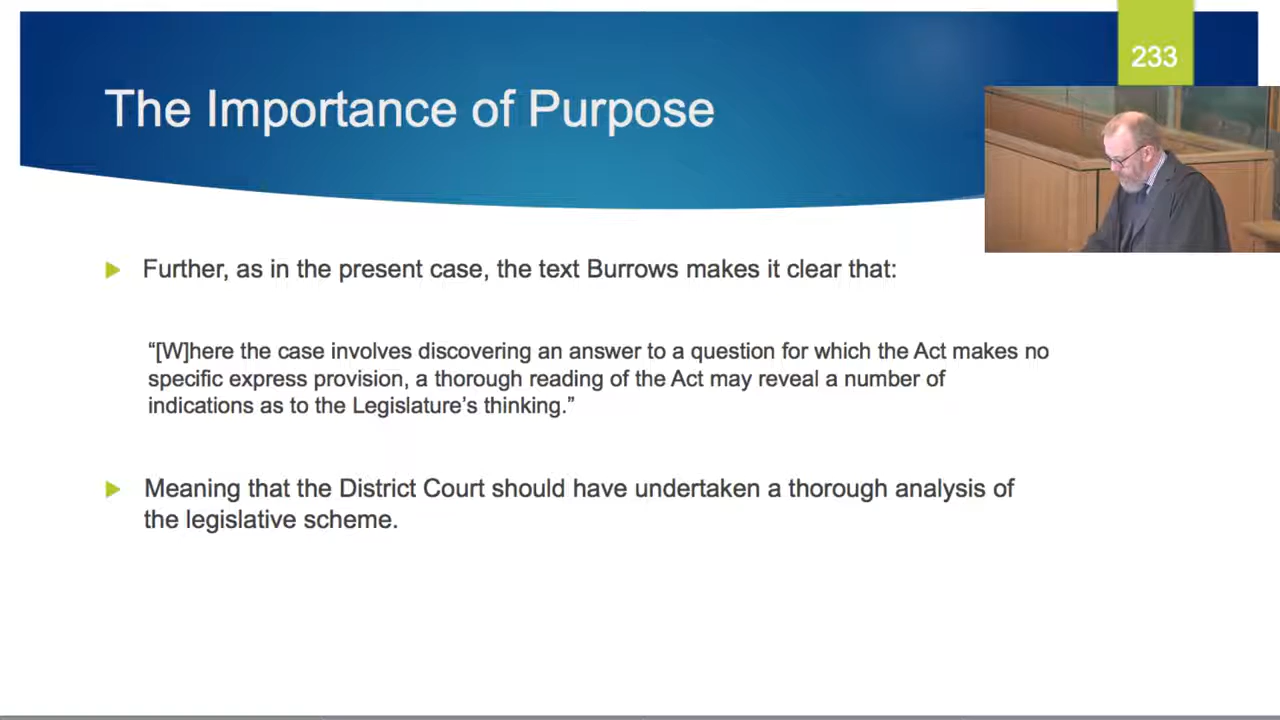 233
The Importance of Purpose
Further, as in the present case, the text Burrows makes it clear that:
“[W]here the case involves discovering an answer to a question for which the Act makes no
specific express provision, a thorough reading of the Act may reveal a number of
indications as to the Legislature’s thinking.”
Meaning that the District Court should have undertaken a thorough analysis of
the legislative scheme.